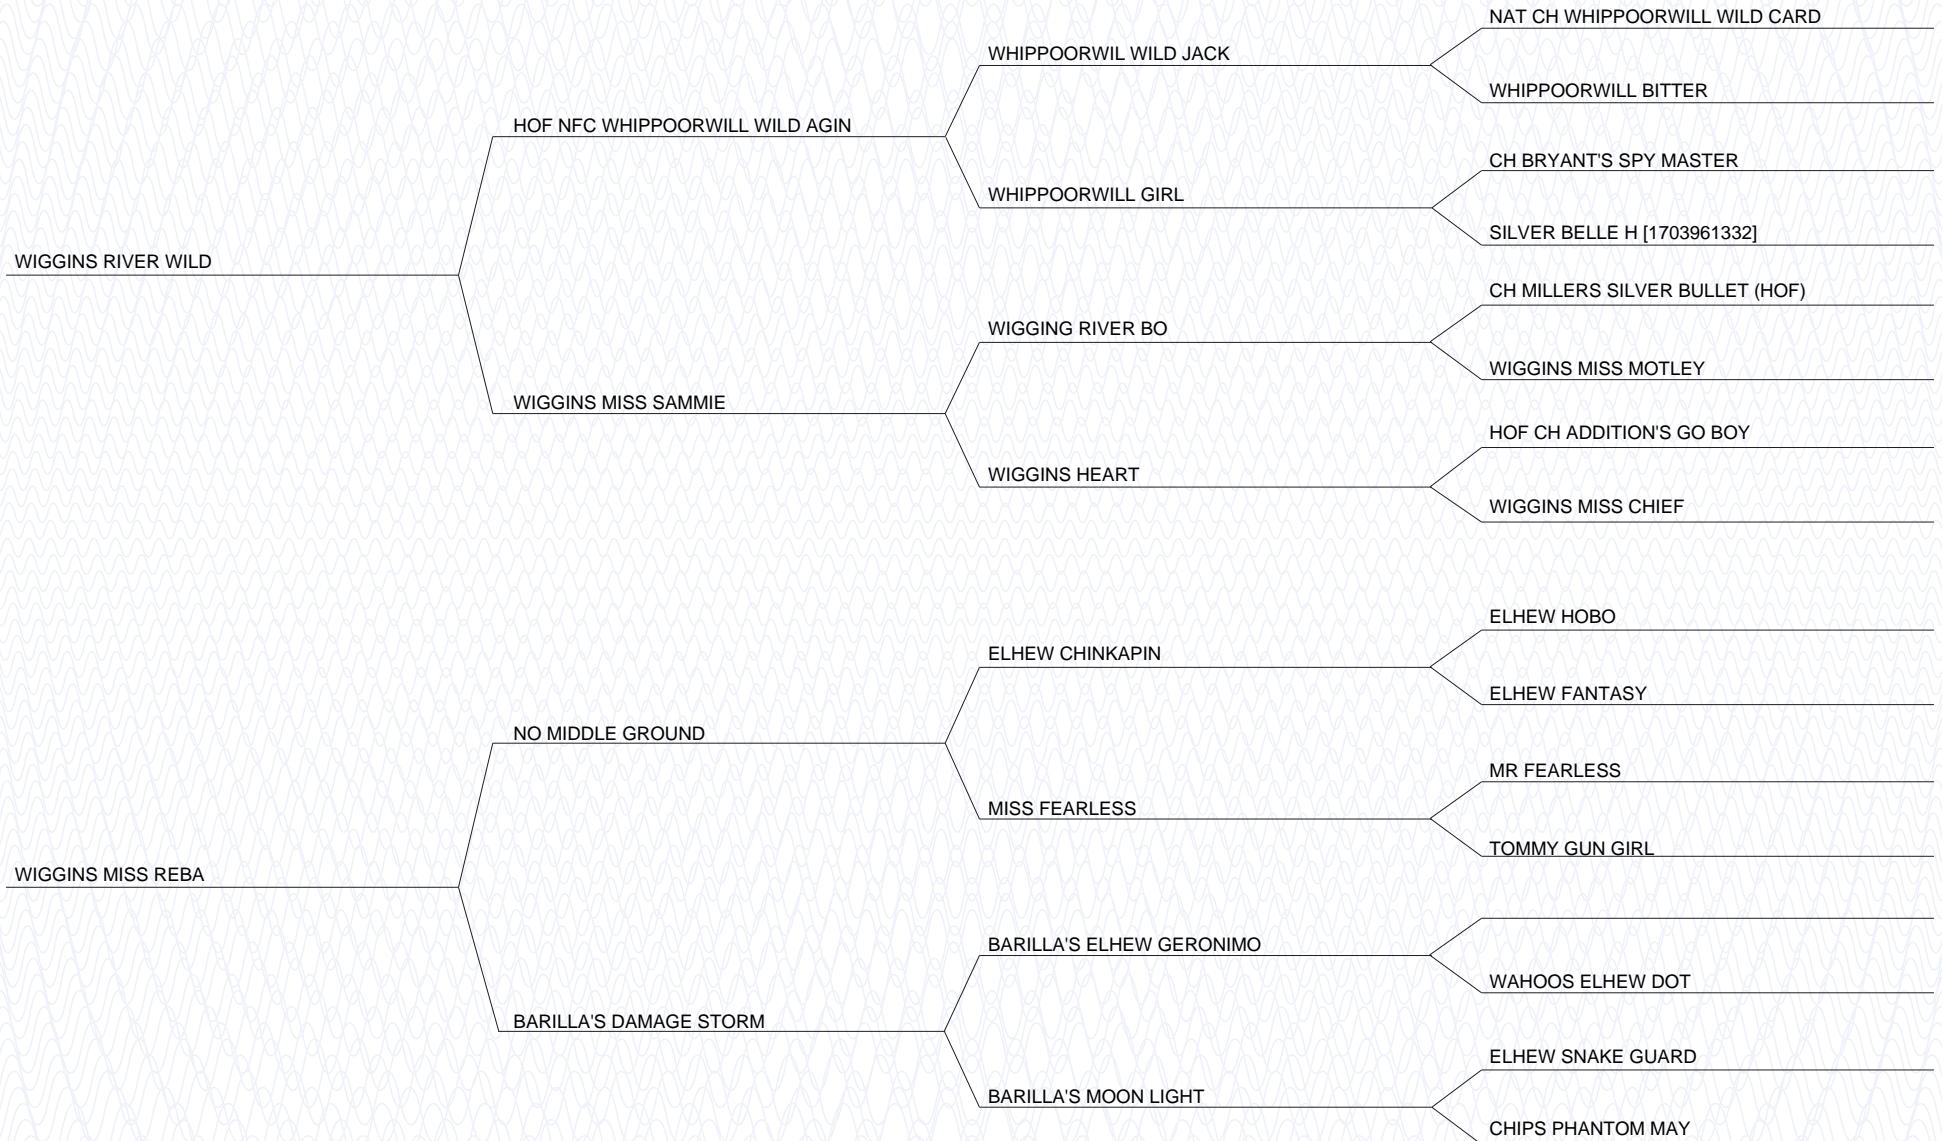 NAT CH WHIPPOORWILL WILD CARD
WHIPPOORWIL WILD JACK
WHIPPOORWILL BITTER
HOF NFC WHIPPOORWILL WILD AGIN
CH BRYANT'S SPY MASTER
WHIPPOORWILL GIRL
SILVER BELLE H [1703961332]
WIGGINS RIVER WILD
CH MILLERS SILVER BULLET (HOF)
WIGGING RIVER BO
WIGGINS MISS MOTLEY
WIGGINS MISS SAMMIE
HOF CH ADDITION'S GO BOY
WIGGINS HEART
WIGGINS MISS CHIEF
ELHEW HOBO
ELHEW CHINKAPIN
ELHEW FANTASY
NO MIDDLE GROUND
MR FEARLESS
MISS FEARLESS
TOMMY GUN GIRL
WIGGINS MISS REBA
BARILLA'S ELHEW GERONIMO
WAHOOS ELHEW DOT
BARILLA'S DAMAGE STORM
ELHEW SNAKE GUARD
BARILLA'S MOON LIGHT
CHIPS PHANTOM MAY